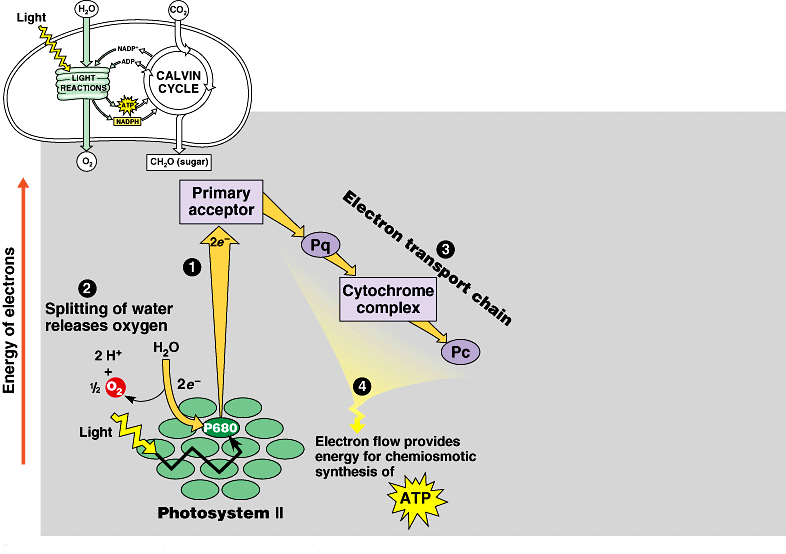 Light
H₂O
CO₂
NADP⁺
ADP
LIGHT
REACTIONS
CALVIN
CYCLE
ATP
NADPH
O₂
CH₂O (sugar)
Energy of electrons
Primary
acceptor
2e⁻
1
Pq
3
Electron transport chain
Cytochrome
complex
Pc
2
Splitting of water
releases oxygen
2 H⁺
+
½ O₂
H₂O
2e⁻
4
P680
Light
Electron flow provides
energy for chemiosmotic
synthesis of
ATP
Photosystem II